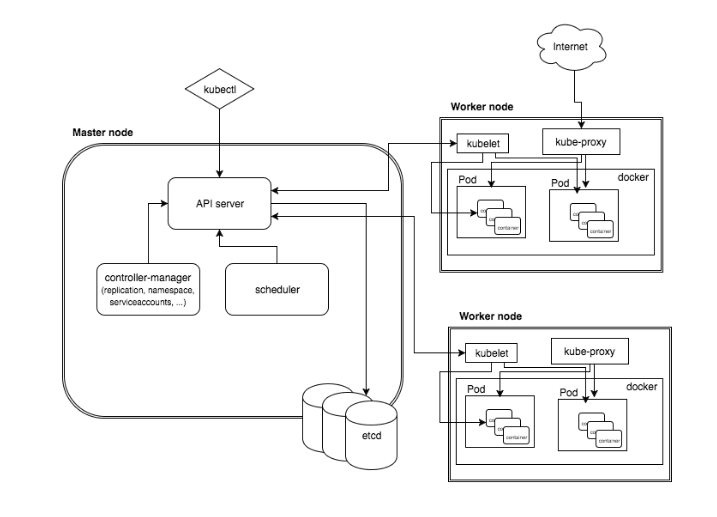 Internet
kubectl
Worker node
Master node
kubelet
kube-proxy
docker
Pod
Pod
API server
container
container
controller-manager
(replication, namespace,
serviceaccounts, ...)
scheduler
Worker node
kubelet
kube-proxy
docker
Pod
Pod
etcd
container
container